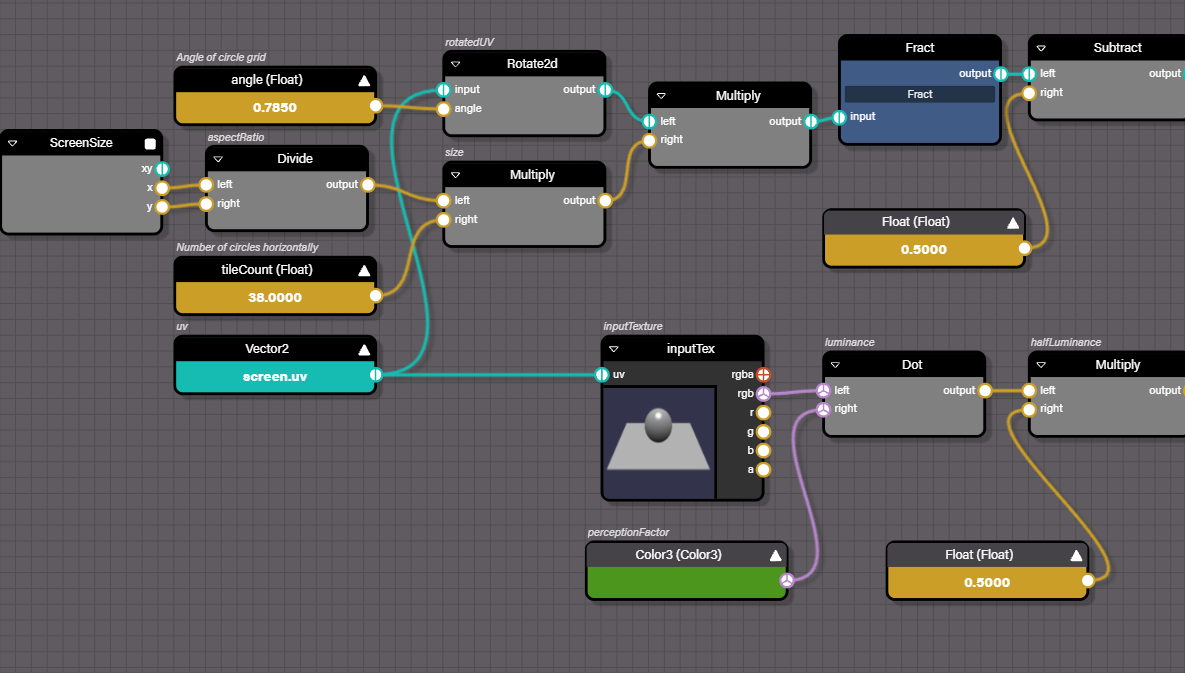 Angle of circle grid
angle (Float)
0.7850
rotatedUV
Rotate2d
input
output
angle
Multiply
left
output
right
Fract
output
Fract
input
Subtract
left
output
right
ScreenSize
xy
x
y
aspectRatio
Divide
left
output
right
size
Multiply
left
output
right
Float (Float)
0.5000
Number of circles horizontally
tileCount (Float)
38.0000
uv
Vector2
screen.uv
inputTexture
inputTex
uv
rgba
rgb
r
g
b
a
luminance
Dot
left
output
right
halfLuminance
Multiply
left
output
right
perceptionFactor
Color3 (Color3)
Float (Float)
0.5000